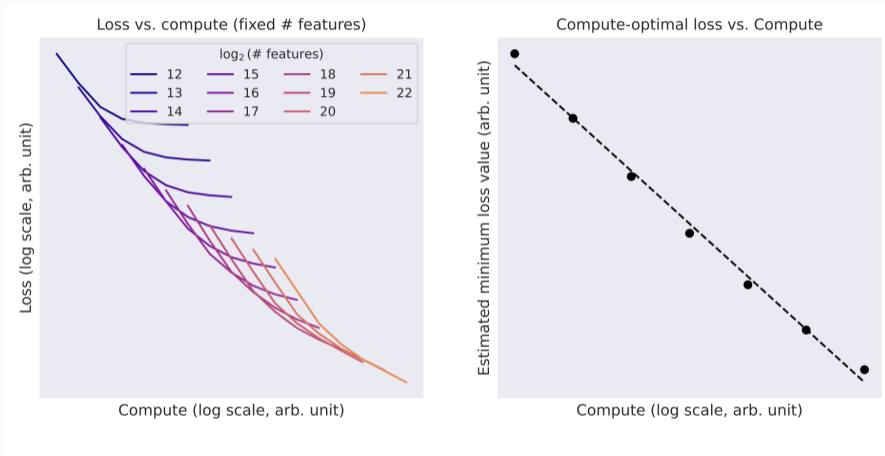 Loss vs. compute (fixed # features)
Loss (log scale, arb. unit)
log₂ (# features)
12 15 18 21
13 16 19 22
14 17 20
Compute (log scale, arb. unit)
Compute-optimal loss vs. Compute
Estimated minimum loss value (arb. unit)
Compute (log scale, arb. unit)